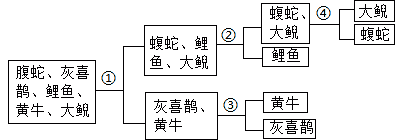 腹蛇、灰喜
鹊、鲤鱼、
黄牛、大鲵
①
蝮蛇、鲤
鱼、大鲵
灰喜鹊、
黄牛
②
蝮蛇、
大鲵
鲤鱼
③
黄牛
灰喜鹊
④
大鲵
蝮蛇